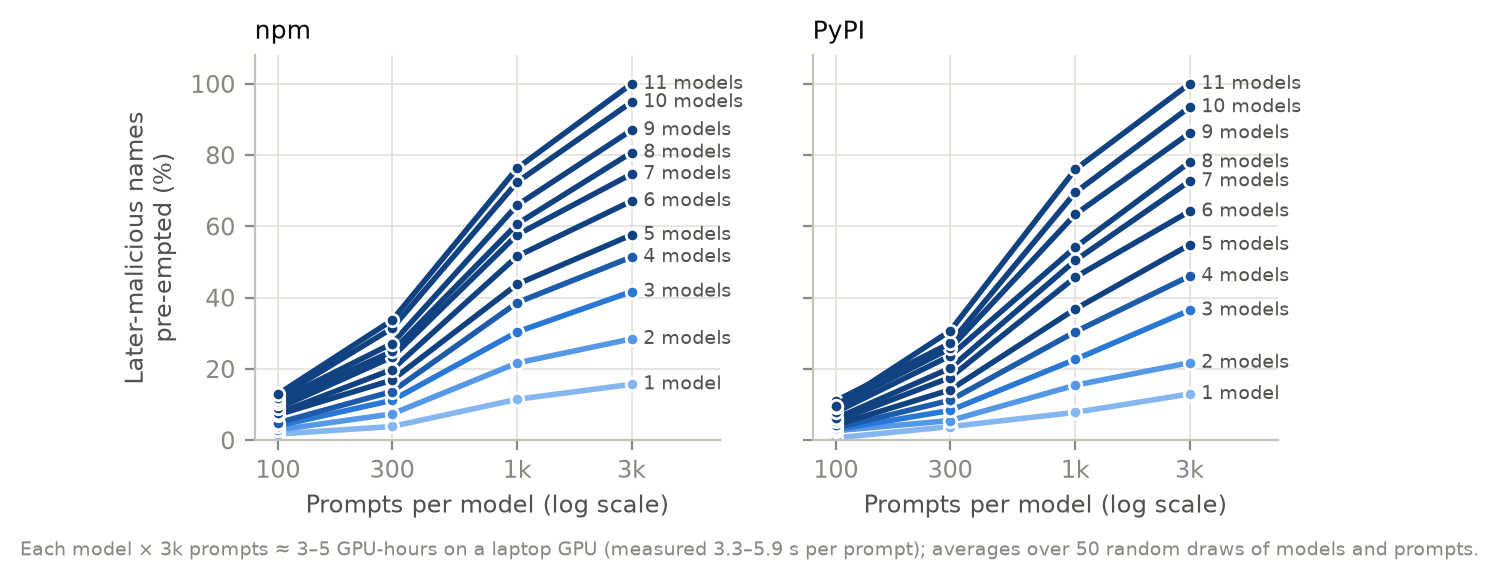 npm
PyPI
Later-malicious names
pre-empted (%)
100
80
60
40
20
0
11 models
10 models
9 models
8 models
7 models
6 models
5 models
4 models
3 models
2 models
1 model
100
300
1k
3k
Prompts per model (log scale)
11 models
10 models
9 models
8 models
7 models
6 models
5 models
4 models
3 models
2 models
1 model
100
300
1k
3k
Prompts per model (log scale)
Each model × 3k prompts ≈ 3–5 GPU-hours on a laptop GPU (measured 3.3–5.9 s per prompt); averages over 50 random draws of models and prompts.